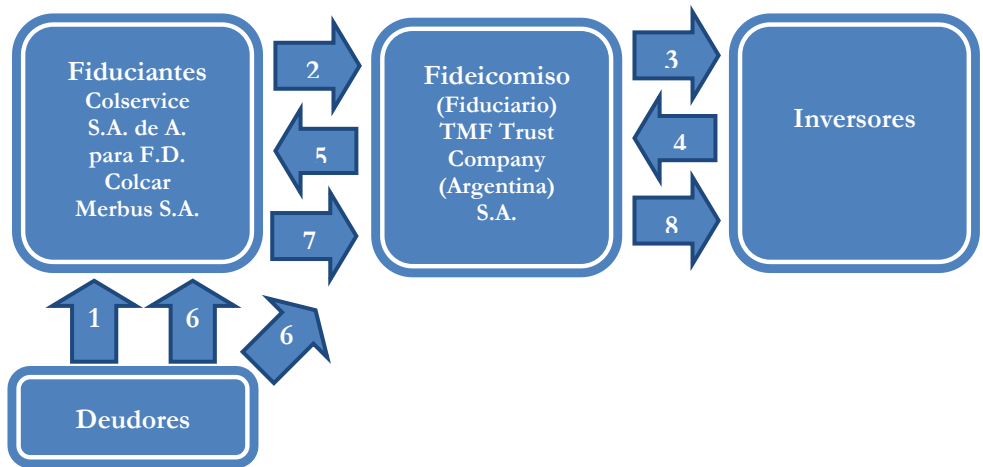 Fiduciantes
Colservice
S.A. de A.
para F.D.
Colcar
Merbus S.A.
2
5
7
Fideicomiso
(Fiduciario)
TMF Trust
Company
(Argentina)
S.A.
3
4
8
Inversores
1
6
6
Deudores